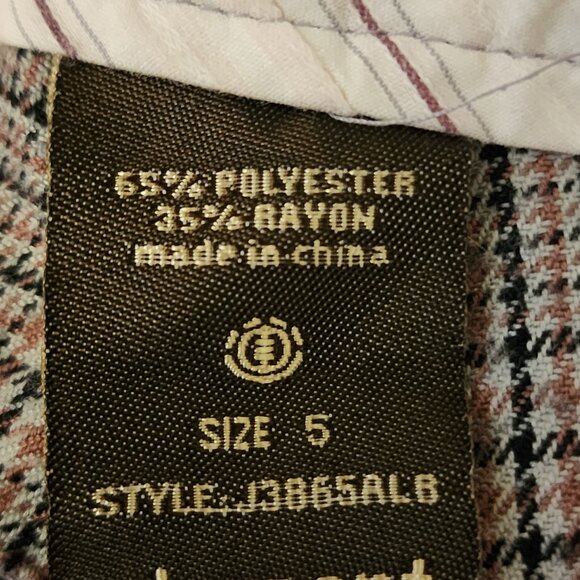 65% POLYESTER
35% RAYON
made in china
SIZE 5
STYLE:J3865ALB